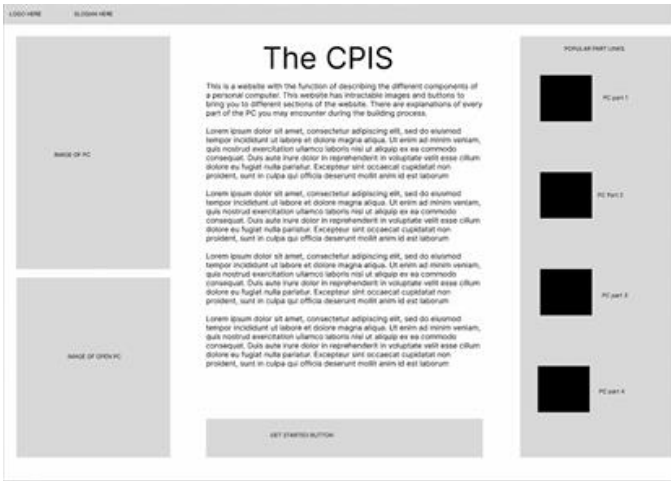 LOGO HERE
SLOGAN HERE
The CPIS
This is a website with the function of describing the different components of
a personal computer. This website has intractable images and buttons to
bring you to different sections of the website. There are explanations of every
part of the PC you may encounter during the building process.
Lorem ipsum dolor sit amet, consectetur adipiscing elit, sed do eiusmod
tempor incididunt ut labore et dolore magna aliqua. Ut enim ad minim veniam,
quis nostrud exercitation ullamco laboris nisi ut aliquip ex ea commodo
consequat. Duis aute irure dolor in reprehenderit in voluptate velit esse cillum
dolore eu fugiat nulla pariatur. Excepteur sint occaecat cupidatat non
proident, sunt in culpa qui officia deserunt mollit anim id est laborum
Lorem ipsum dolor sit amet, consectetur adipiscing elit, sed do eiusmod
tempor incididunt ut labore et dolore magna aliqua. Ut enim ad minim veniam,
quis nostrud exercitation ullamco laboris nisi ut aliquip ex ea commodo
consequat. Duis aute irure dolor in reprehenderit in voluptate velit esse cillum
dolore eu fugiat nulla pariatur. Excepteur sint occaecat cupidatat non
proident, sunt in culpa qui officia deserunt mollit anim id est laborum
Lorem ipsum dolor sit amet, consectetur adipiscing elit, sed do eiusmod
tempor incididunt ut labore et dolore magna aliqua. Ut enim ad minim veniam,
quis nostrud exercitation ullamco laboris nisi ut aliquip ex ea commodo
consequat. Duis aute irure dolor in reprehenderit in voluptate velit esse cillum
dolore eu fugiat nulla pariatur. Excepteur sint occaecat cupidatat non
proident, sunt in culpa qui officia deserunt mollit anim id est laborum
Lorem ipsum dolor sit amet, consectetur adipiscing elit, sed do eiusmod
tempor incididunt ut labore et dolore magna aliqua. Ut enim ad minim veniam,
quis nostrud exercitation ullamco laboris nisi ut aliquip ex ea commodo
consequat. Duis aute irure dolor in reprehenderit in voluptate velit esse cillum
dolore eu fugiat nulla pariatur. Excepteur sint occaecat cupidatat non
proident, sunt in culpa qui officia deserunt mollit anim id est laborum
GET STARTED BUTTON
IMAGE OF PC
IMAGE OF OPEN PC
POPULAR PART LINKS
PC part 1
PC Part 2
PC part 3
PC part 4